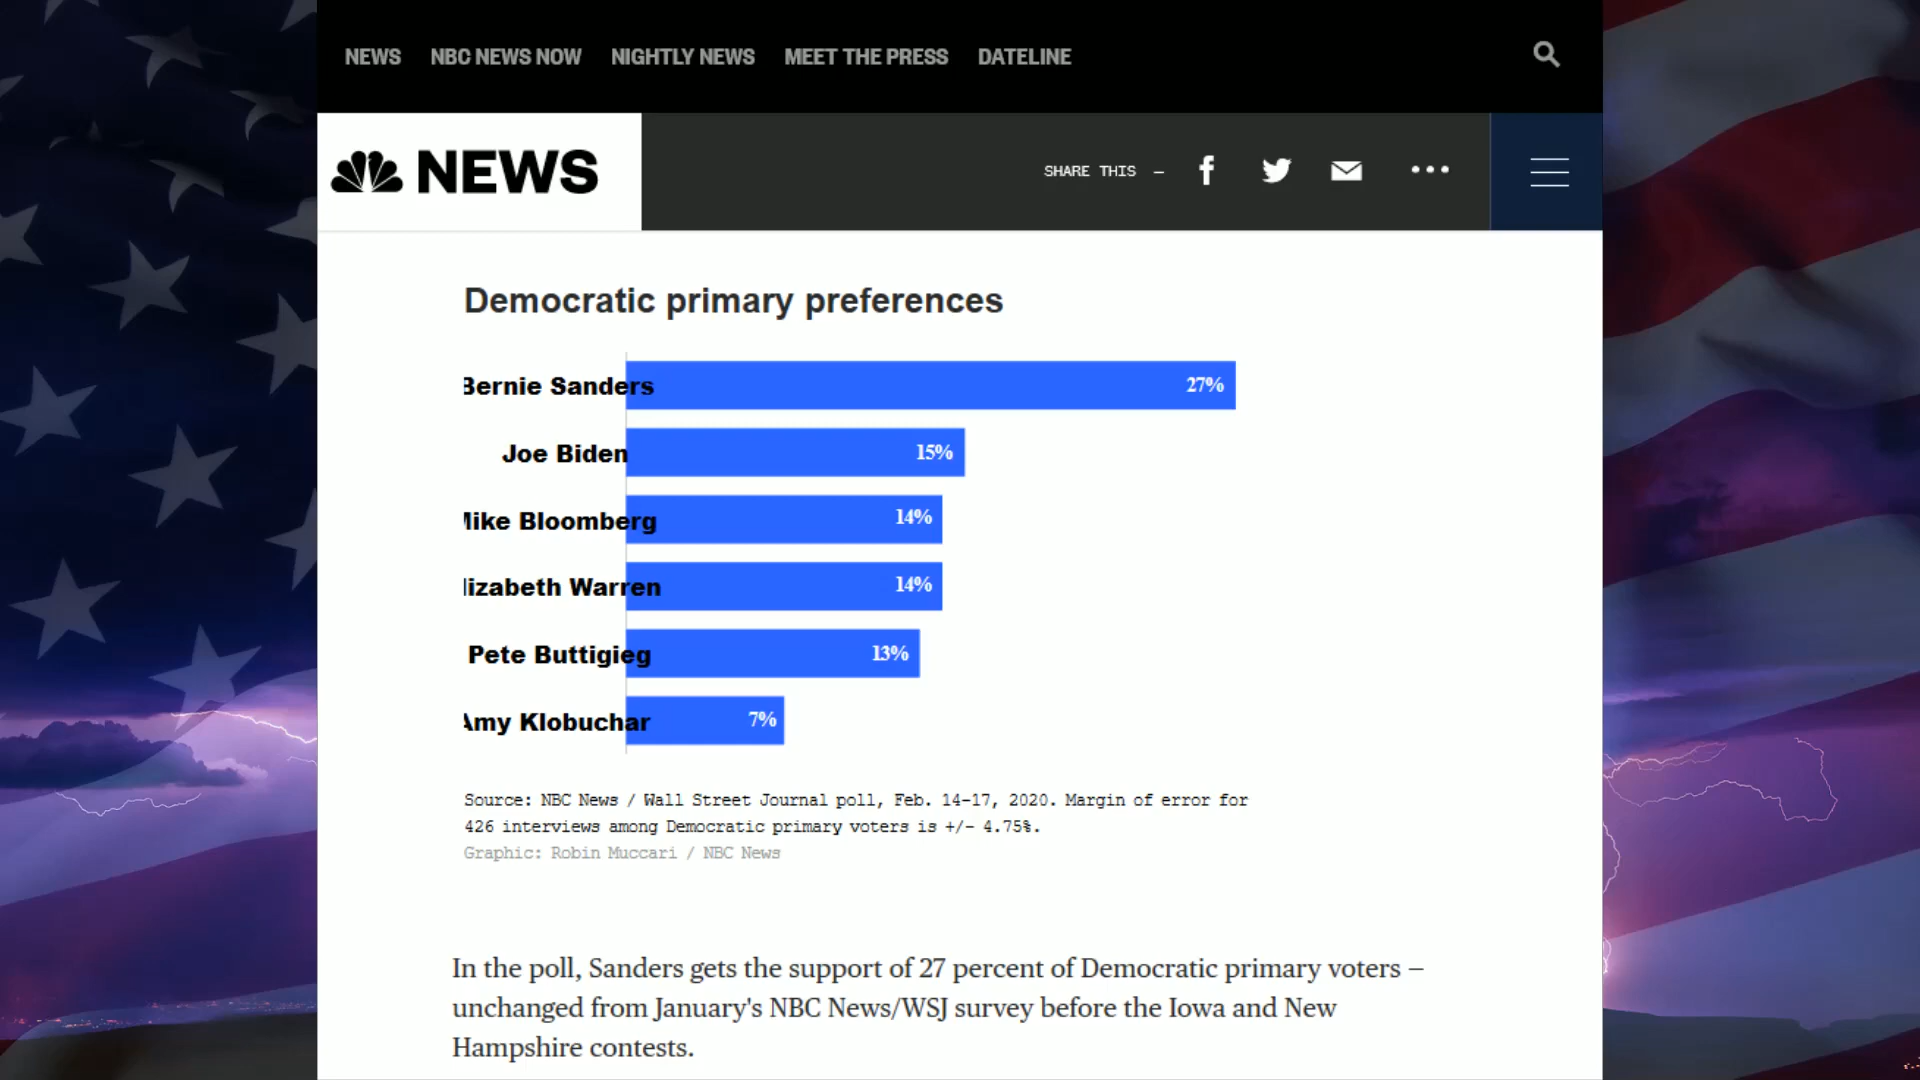 NEWS NBC NEWS NOW NIGHTLY NEWS MEET THE PRESS DATELINE
NEWS SHARE THIS –
Democratic primary preferences
Bernie Sanders 27%
Joe Biden 15%
Mike Bloomberg 14%
lizabeth Warren 14%
Pete Buttigieg 13%
Amy Klobuchar 7%
Source: NBC News / Wall Street Journal poll, Feb. 14-17, 2020. Margin of error for
426 interviews among Democratic primary voters is +/- 4.75%.
Graphic: Robin Muccari / NBC News
In the poll, Sanders gets the support of 27 percent of Democratic primary voters –
unchanged from January's NBC News/WSJ survey before the Iowa and New
Hampshire contests.